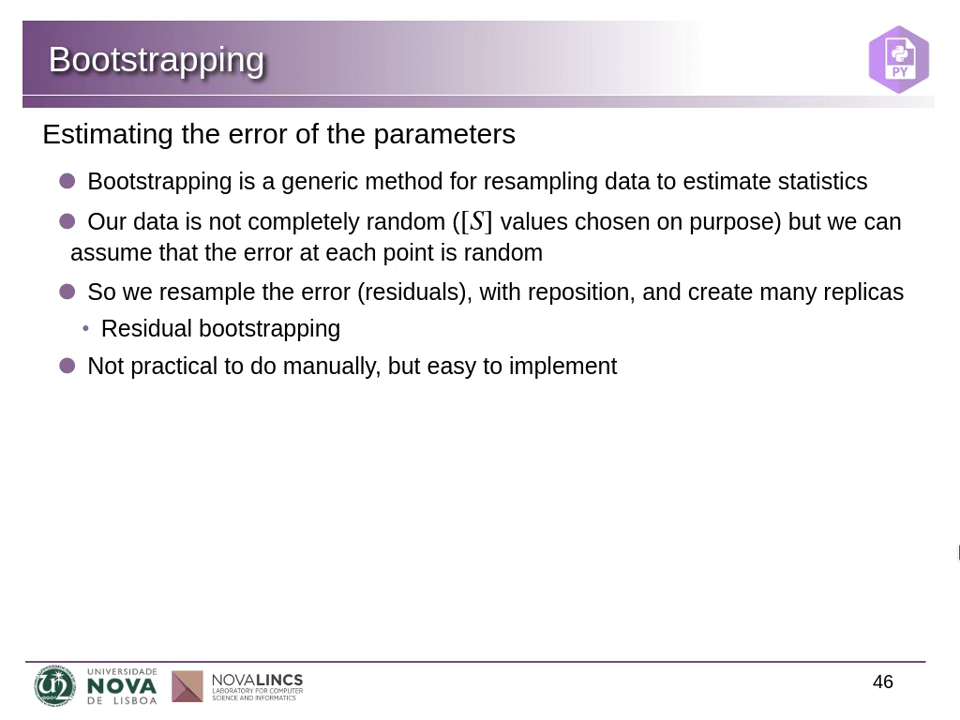 Bootstrapping
PY
Estimating the error of the parameters
Bootstrapping is a generic method for resampling data to estimate statistics
Our data is not completely random ([S] values chosen on purpose) but we can
assume that the error at each point is random
So we resample the error (residuals), with reposition, and create many replicas
Residual bootstrapping
Not practical to do manually, but easy to implement
UNIVERSIDADE
NOVA
DE LISBOA
NOVALINCS
LABORATORY FOR COMPUTER
SCIENCE AND INFORMATICS
46